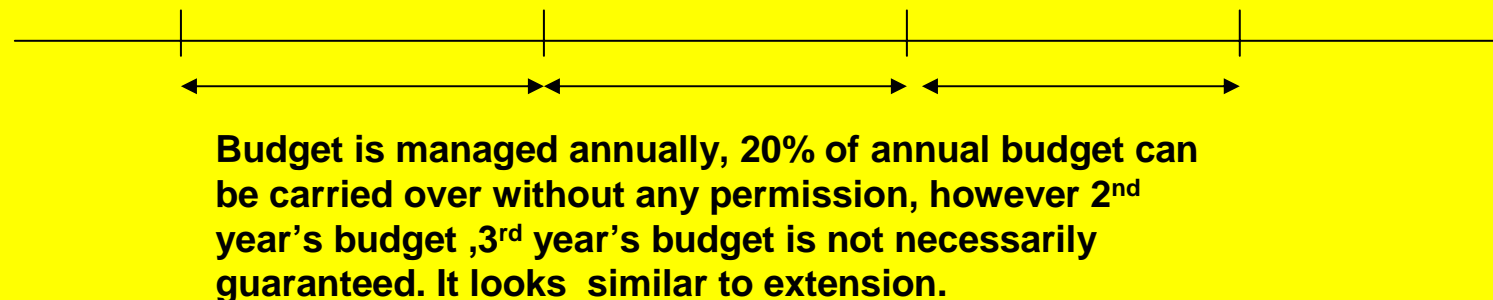 Budget is managed annually, 20% of annual budget can
be carried over without any permission, however 2nd
year’s budget ,3rd year’s budget is not necessarily
guaranteed. It looks  similar to extension.